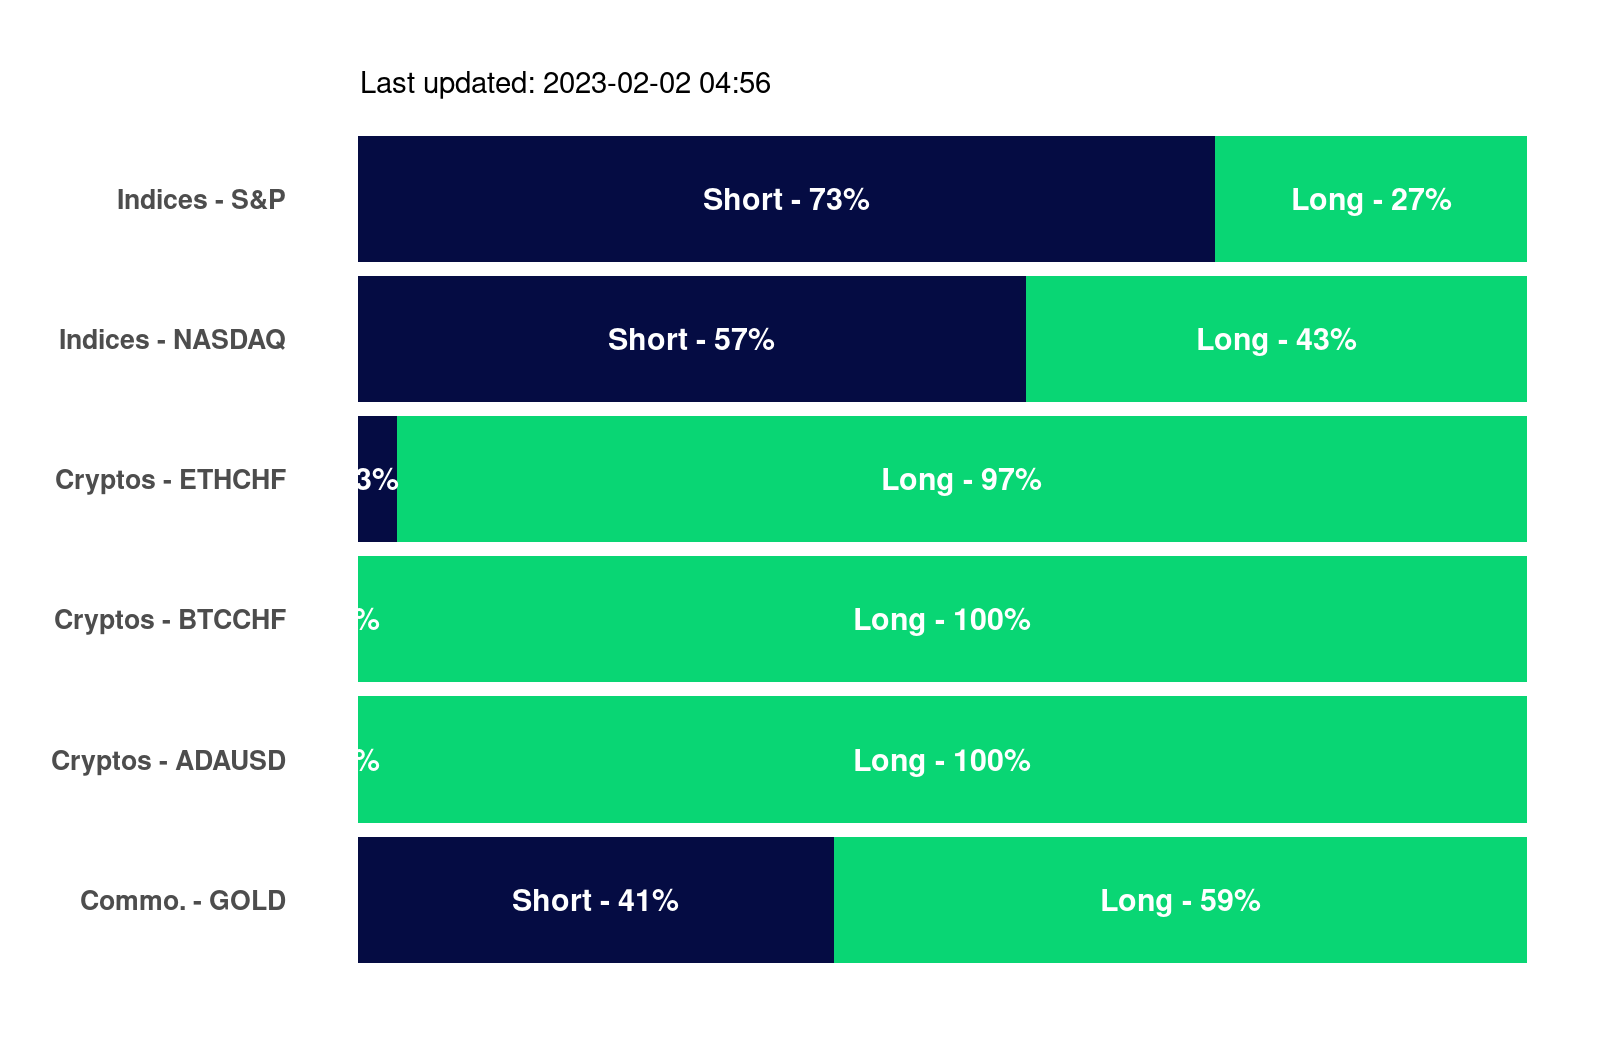 Last updated: 2023-02-02 04:56
Indices - S&P Short - 73% Long - 27%
Indices - NASDAQ Short - 57% Long - 43%
Cryptos - ETHCHF 3% Long - 97%
Cryptos - BTCCHF % Long - 100%
Cryptos - ADAUSD % Long - 100%
Commo. - GOLD Short - 41% Long - 59%